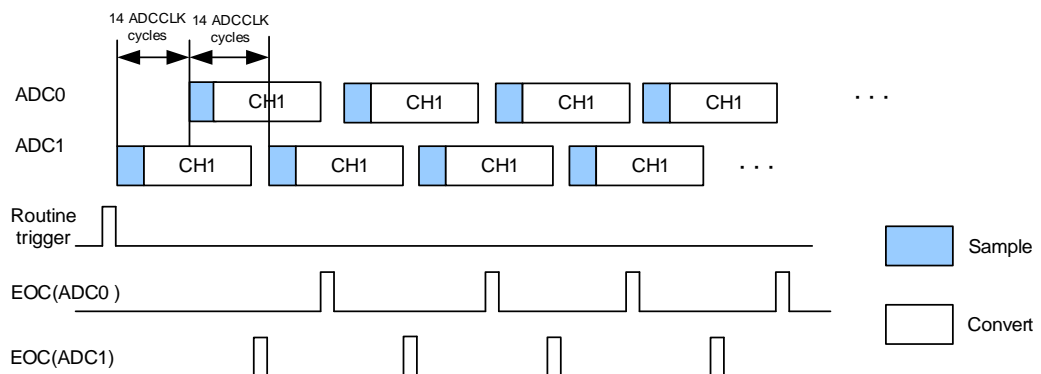 14 ADCCLK
cycles
14 ADCCLK
cycles
ADC0
CH1
CH1
CH1
CH1
. . .
ADC1
CH1
CH1
CH1
CH1
. . .
Routine
trigger
Sample
EOC(ADC0 )
Convert
EOC(ADC1)